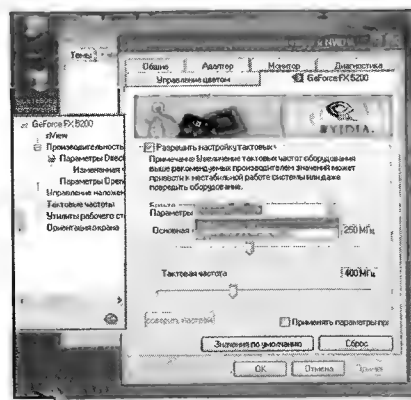 Темы
Общие Адаптер Монитор Диагностика
Управление цветом GeForce FX 5200
GeForce FX 5200
nView
Производительность
Параметры Direct
Изменения
Параметры Open
Управление наложен
Тактовые частоты
Утилиты рабочего ст
Ориентация экрана
NVIDIA.
Разрешить настройку тактовых
Примечание Увеличение тактовых частот оборудования
выше рекомендуемых производителем значений может
привести к нестабильной работе системы или даже
повредить оборудование.
Параметры
Основная 250 МГц
Тактовая частота 400 МГц
Применять параметры при
Значения по умолчанию Сброс
OK Отмена